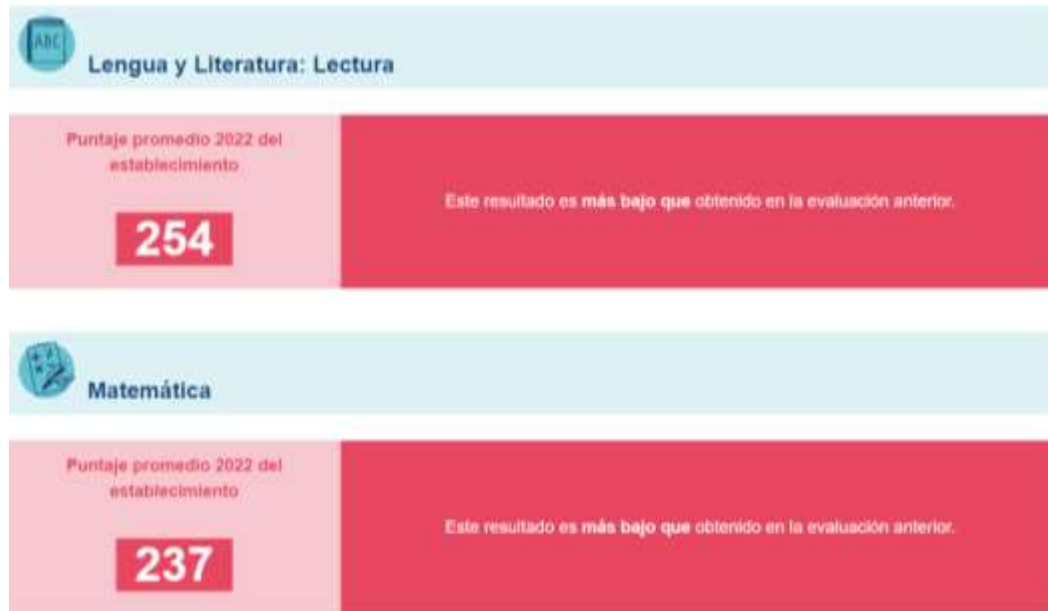 ABC
Lengua y Literatura: Lectura
Puntaje promedio 2022 del
establecimiento
254
Este resultado es más bajo que obtenido en la evaluación anterior.
Matemática
Puntaje promedio 2022 del
establecimiento
237
Este resultado es más bajo que obtenido en la evaluación anterior.